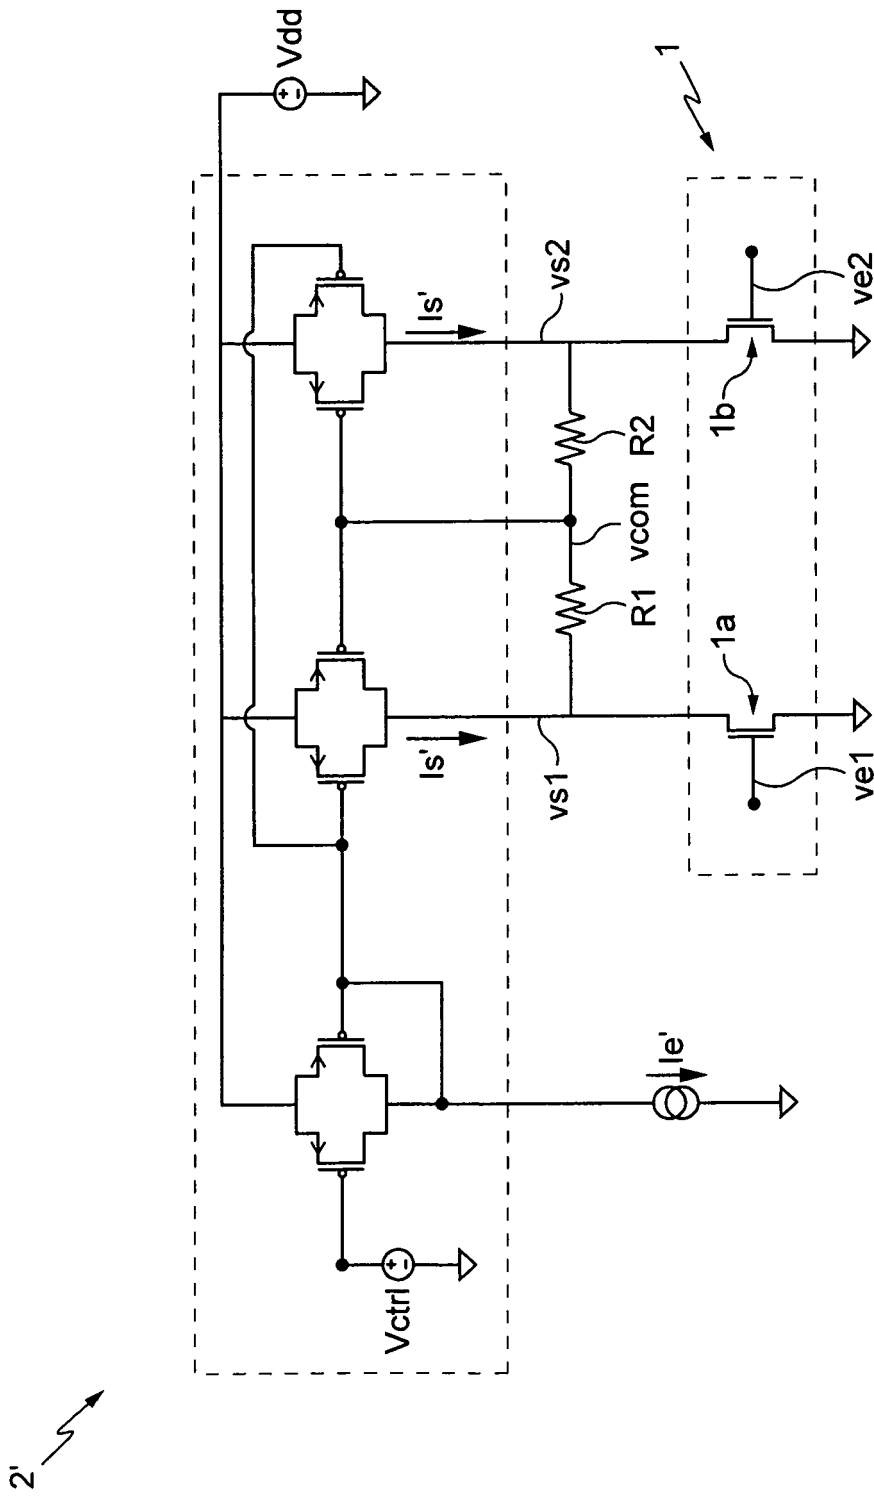 2'
Vctrl
+ -
Ie'
Is'
vs1
ve1
1a
R1
vcom
R2
Is'
vs2
1b
ve2
1
Vdd
+ -